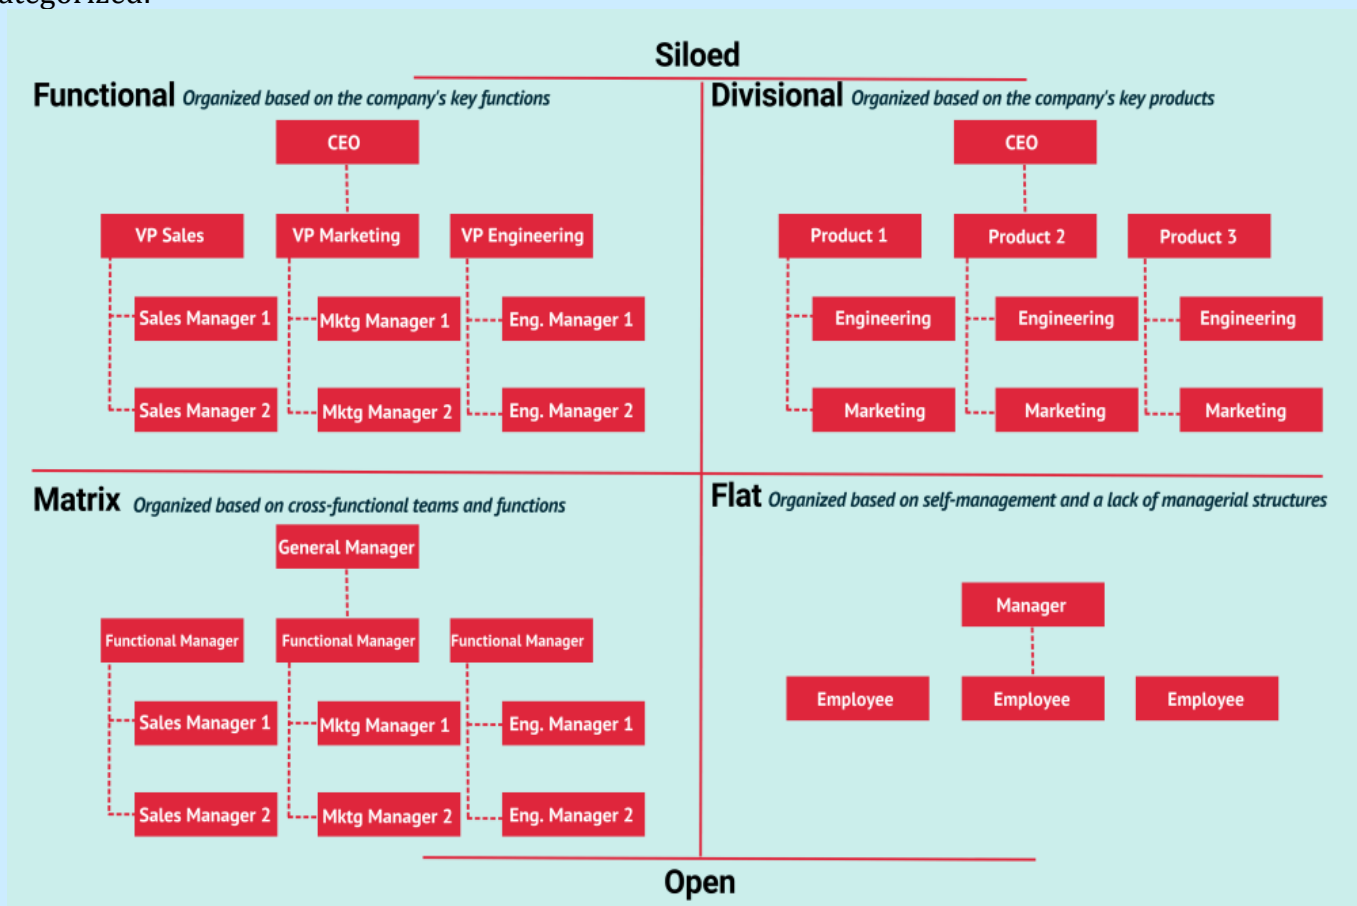 Siloed
Functional Organized based on the company's key functions
CEO
VP Sales
VP Marketing
VP Engineering
Sales Manager 1
Mktg Manager 1
Eng. Manager 1
Sales Manager 2
Mktg Manager 2
Eng. Manager 2
Divisional Organized based on the company's key products
CEO
Product 1
Product 2
Product 3
Engineering
Engineering
Engineering
Marketing
Marketing
Marketing
Matrix Organized based on cross-functional teams and functions
General Manager
Functional Manager
Functional Manager
Functional Manager
Sales Manager 1
Mktg Manager 1
Eng. Manager 1
Sales Manager 2
Mktg Manager 2
Eng. Manager 2
Flat Organized based on self-management and a lack of managerial structures
Manager
Employee
Employee
Employee
Open